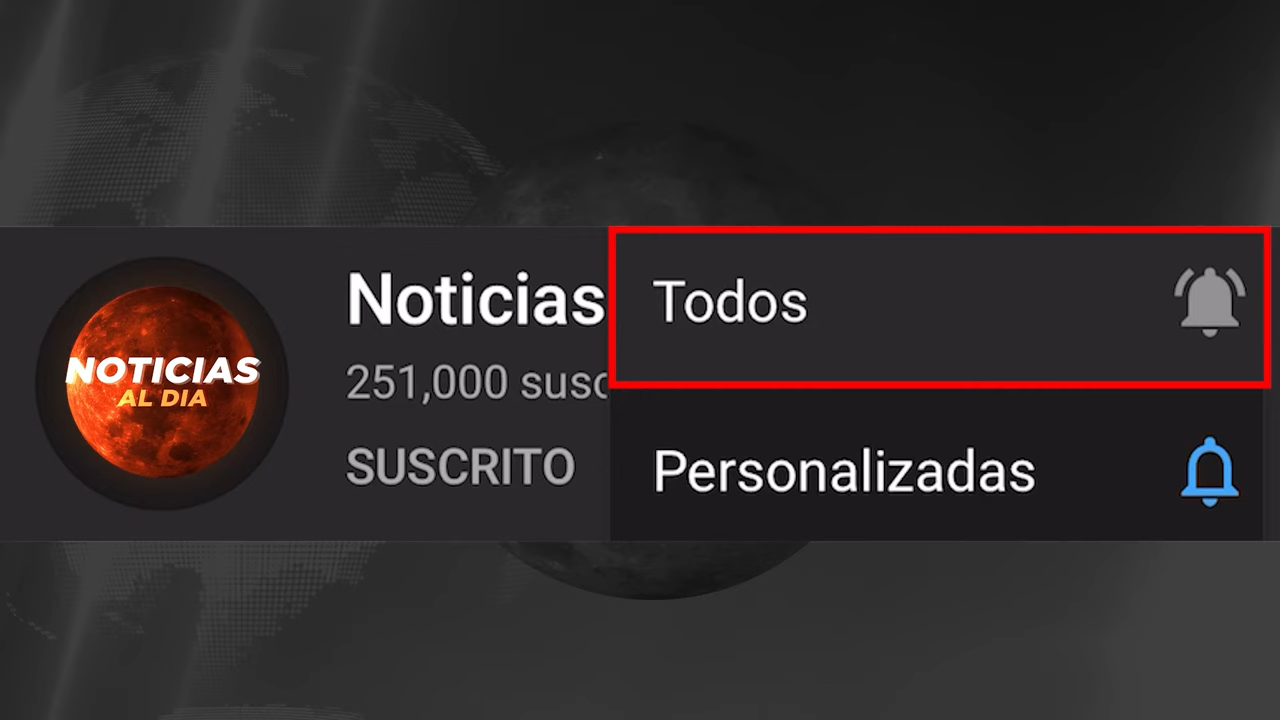 NOTICIAS
AL DIA
Noticias
251,000 susc
SUSCRITO
Todos
Personalizadas